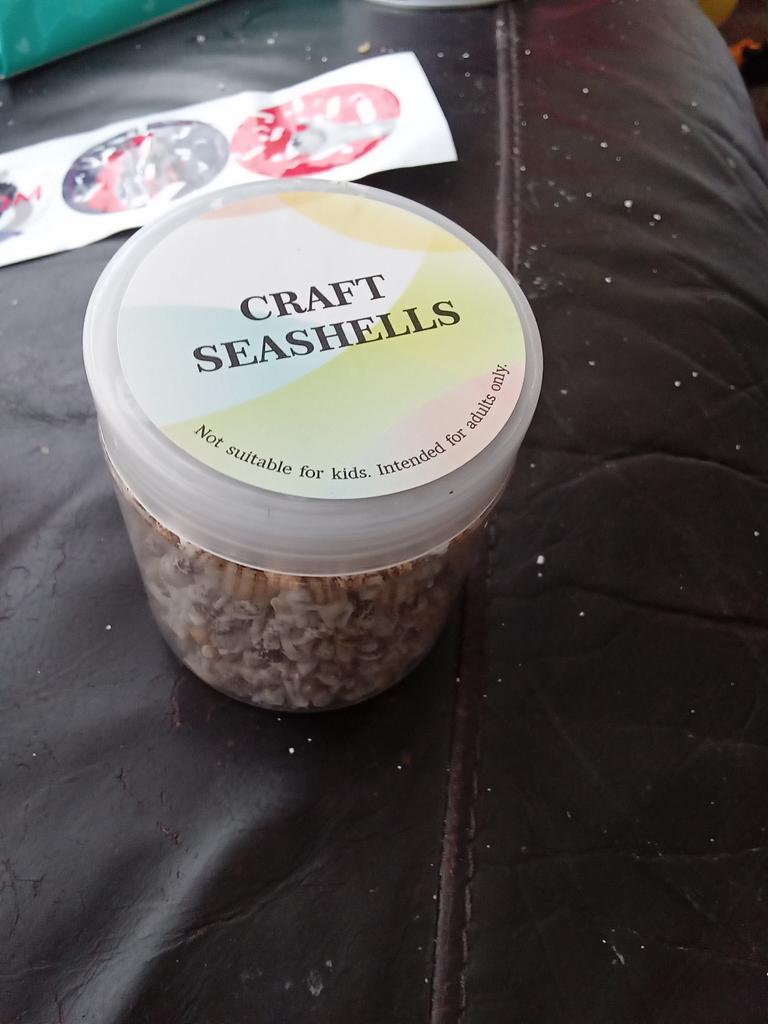 CRAFT
SEASHELLS
Not suitable for kids. Intended for adults only.